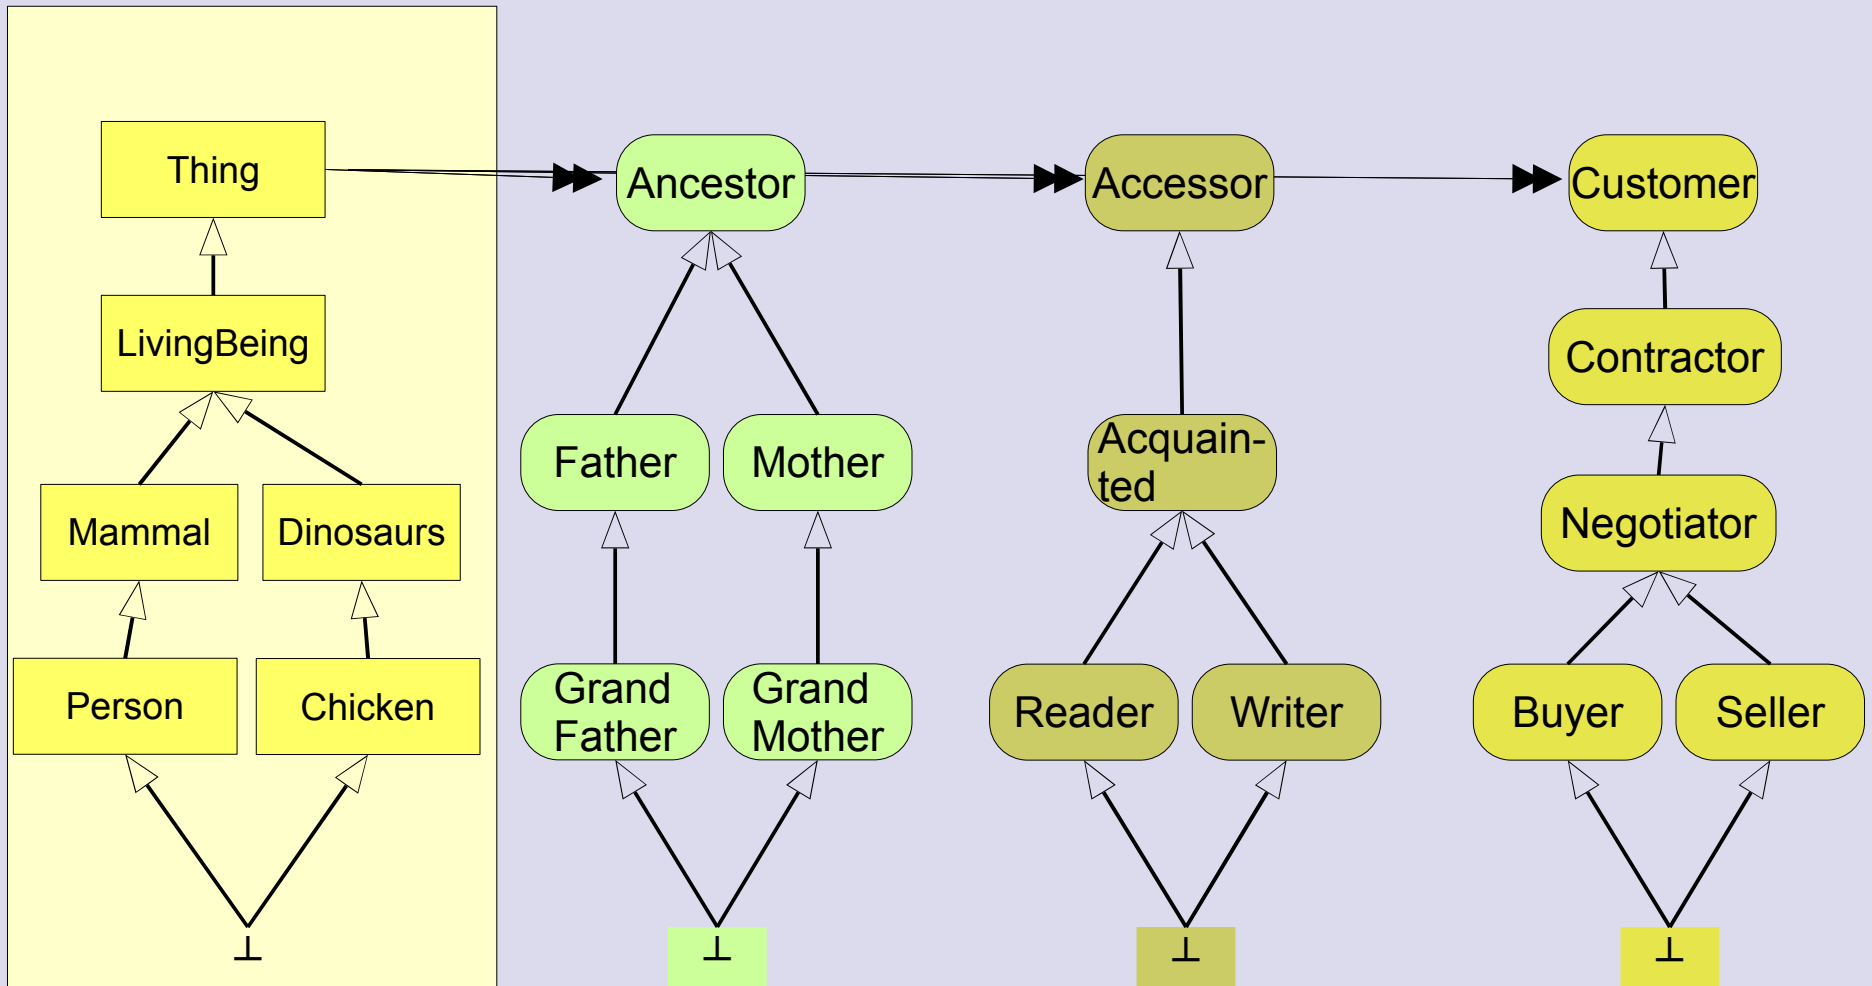 Thing
Ancestor
Accessor
Customer
LivingBeing
Contractor
Father
Mother
Acquain-
ted
Mammal
Dinosaurs
Negotiator
Person
Chicken
Grand
Father
Grand
Mother
Reader
Writer
Buyer
Seller
⊥
⊥
⊥
⊥